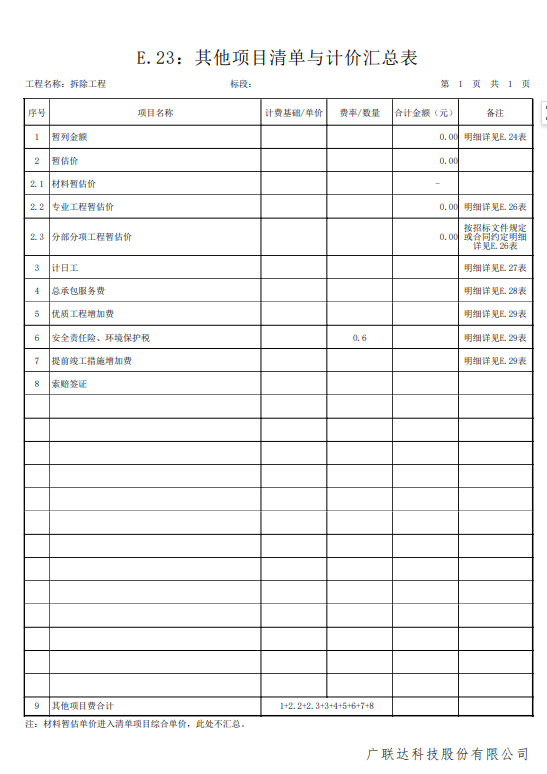 E.23：其他项目清单与计价汇总表
工程名称：拆除工程 标段： 第 1 页 共 1 页
序号 项目名称 计费基础/单价 费率/数量 合计金额（元） 备注
1 暂列金额 0.00 明细详见E.24表
2 暂估价 0.00
2.1 材料暂估价 -
2.2 专业工程暂估价 0.00 明细详见E.26表
2.3 分部分项工程暂估价 0.00 按招标文件规定
或合同约定明细
详见E.26表
3 计日工 明细详见E.27表
4 总承包服务费 明细详见E.28表
5 优质工程增加费 明细详见E.29表
6 安全责任险、环境保护税 0.6 明细详见E.29表
7 提前竣工措施增加费 明细详见E.29表
8 索赔签证
9 其他项目费合计 1+2.2+2.3+3+4+5+6+7+8
注：材料暂估单价进入清单项目综合单价，此处不汇总。
广联达科技股份有限公司